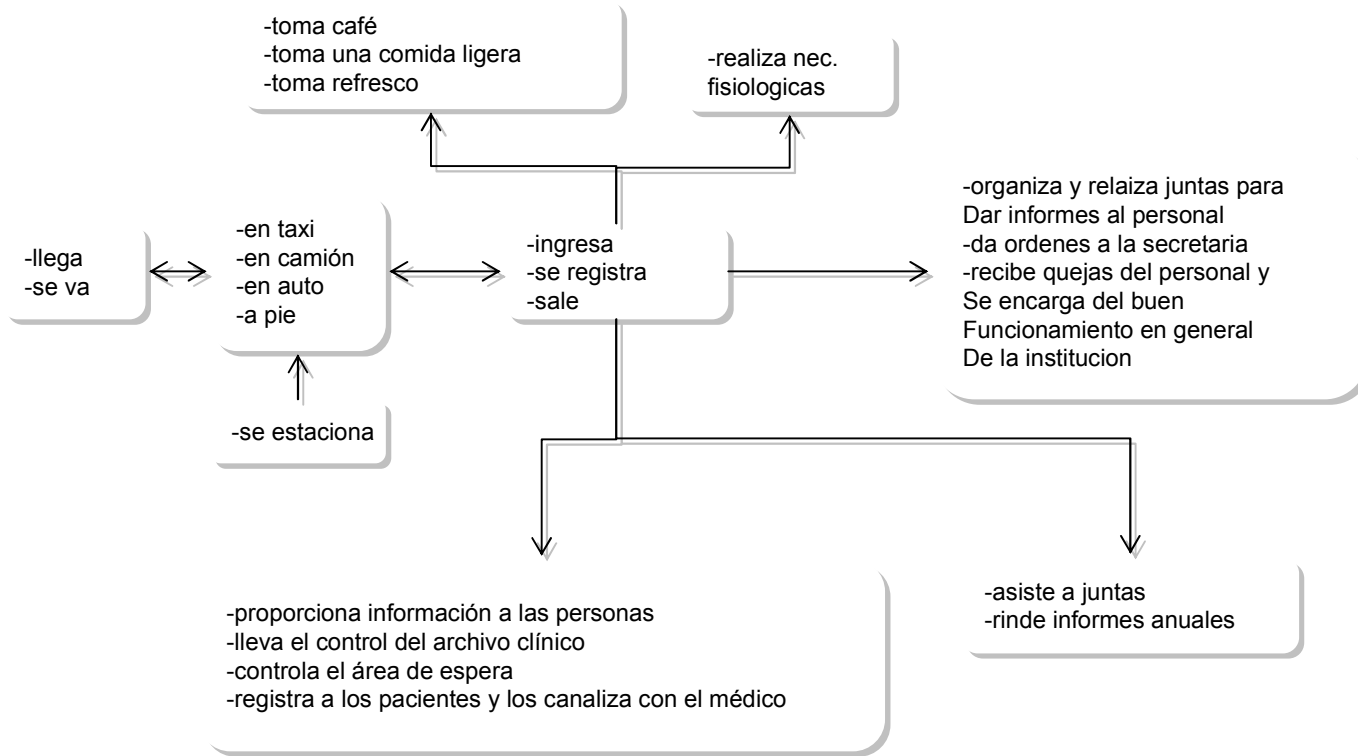 -toma café
-toma una comida ligera
-toma refresco
-realiza nec.
fisiologicas
-llega
-se va
-en taxi
-en camión
-en auto
-a pie
-ingresa
-se registra
-sale
-organiza y relaiza juntas para
Dar informes al personal
-da ordenes a la secretaria
-recibe quejas del personal y
Se encarga del buen
Funcionamiento en general
De la institucion
-se estaciona
-proporciona información a las personas
-lleva el control del archivo clínico
-controla el área de espera
-registra a los pacientes y los canaliza con el médico
-asiste a juntas
-rinde informes anuales